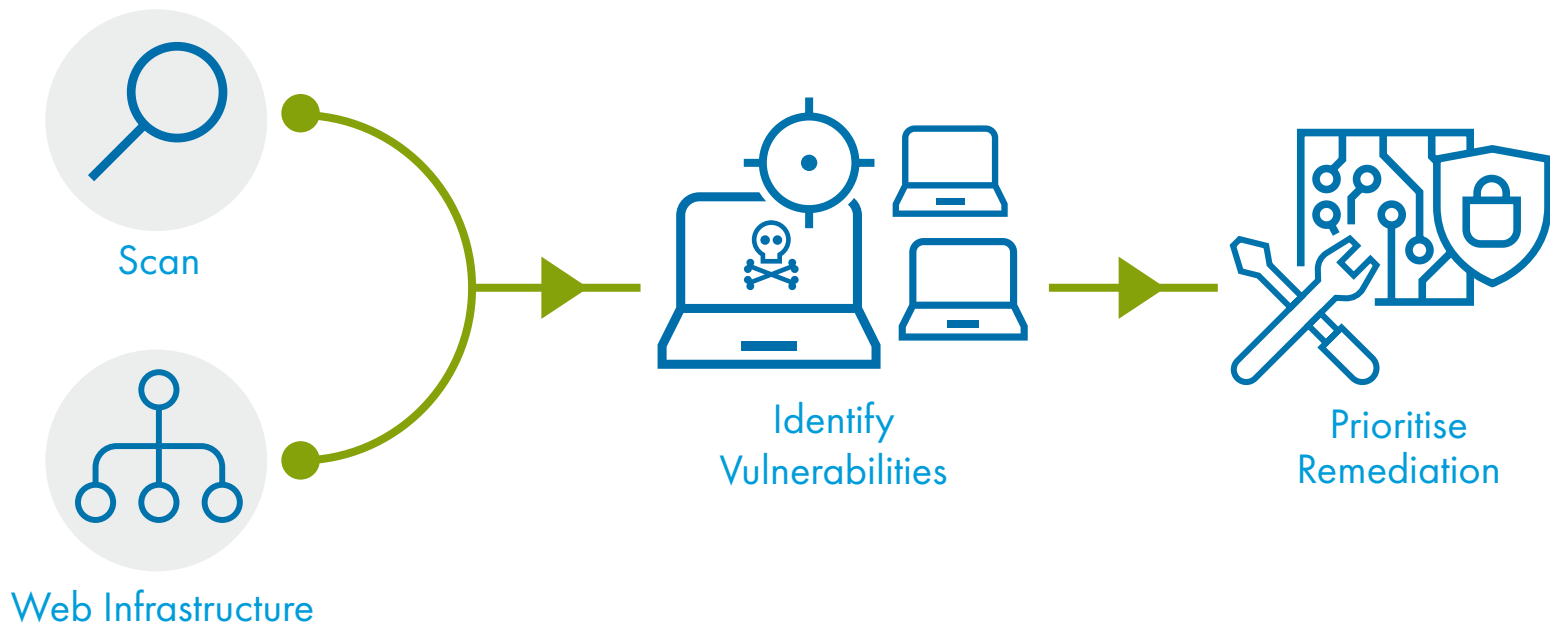 Scan
Web Infrastructure
Identify
Vulnerabilities
Prioritise
Remediation